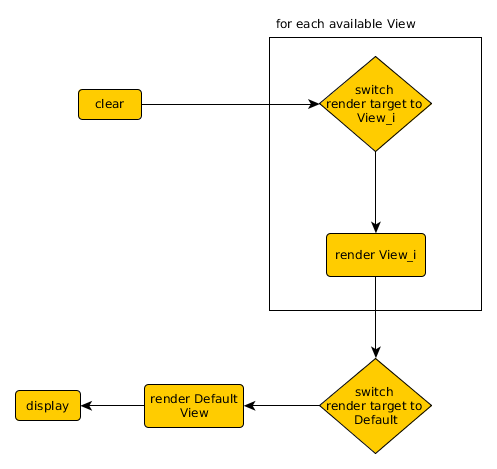 for each available View
clear
switch
render target to
View_i
render View_i
switch
render target to
Default
render Default
View
display